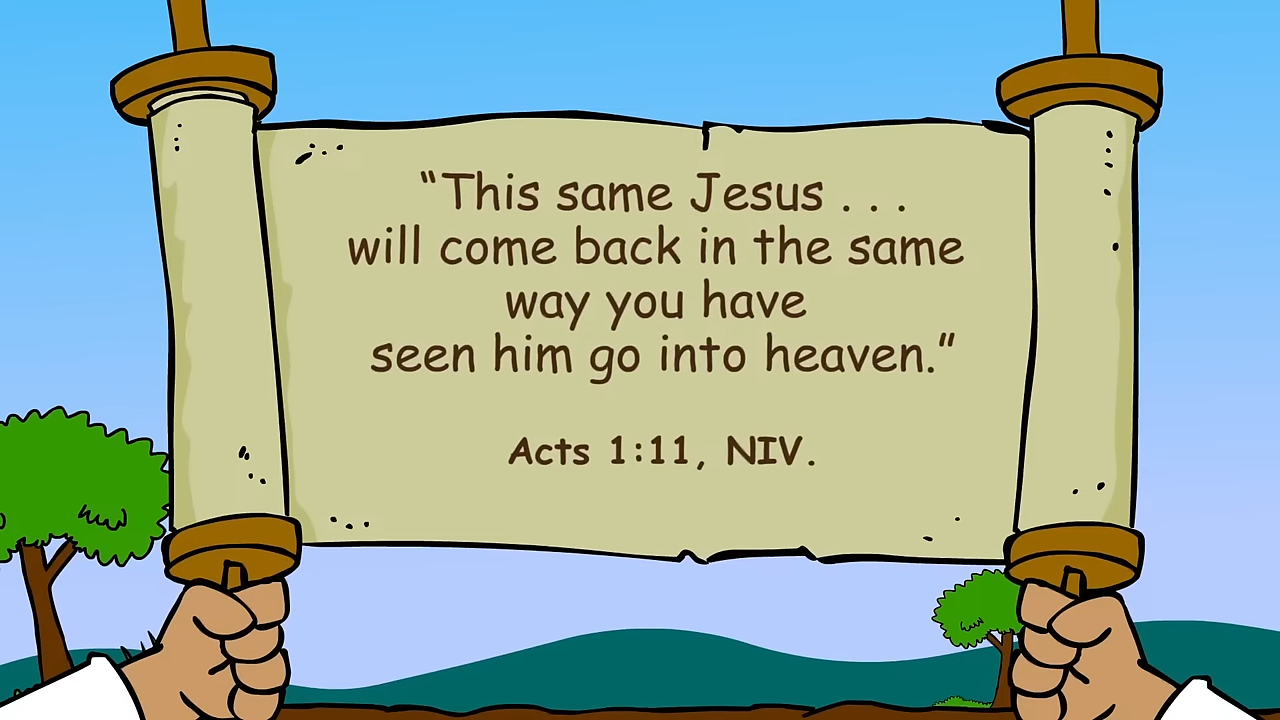 “This same Jesus . . .
will come back in the same
way you have
seen him go into heaven.”
Acts 1:11, NIV.